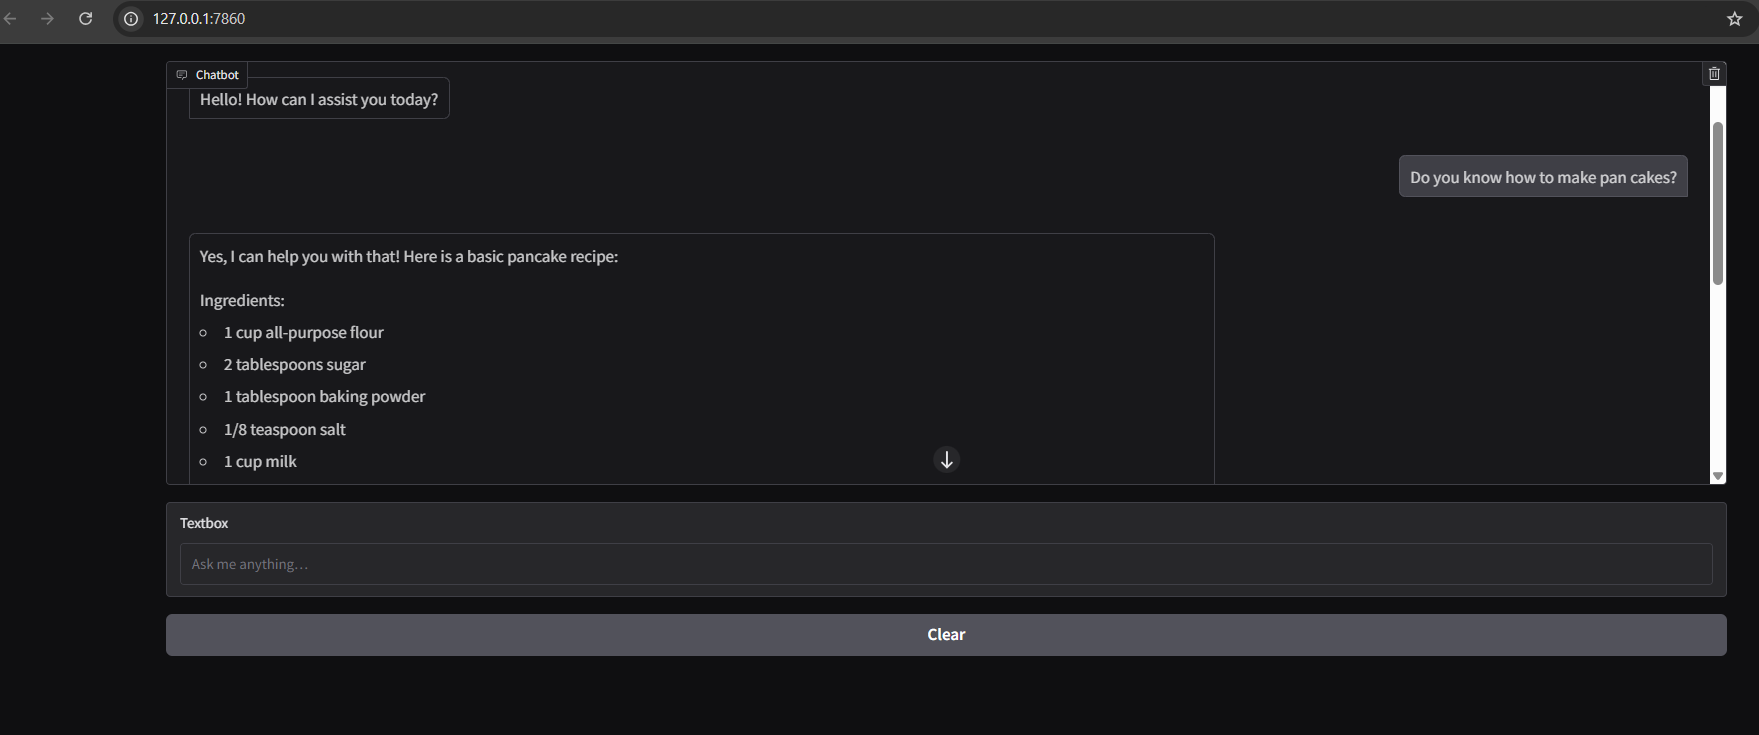 127.0.0.1:7860
Chatbot
Hello! How can I assist you today?
Do you know how to make pan cakes?
Yes, I can help you with that! Here is a basic pancake recipe:
Ingredients:
1 cup all-purpose flour
2 tablespoons sugar
1 tablespoon baking powder
1/8 teaspoon salt
1 cup milk
Textbox
Ask me anything...
Clear